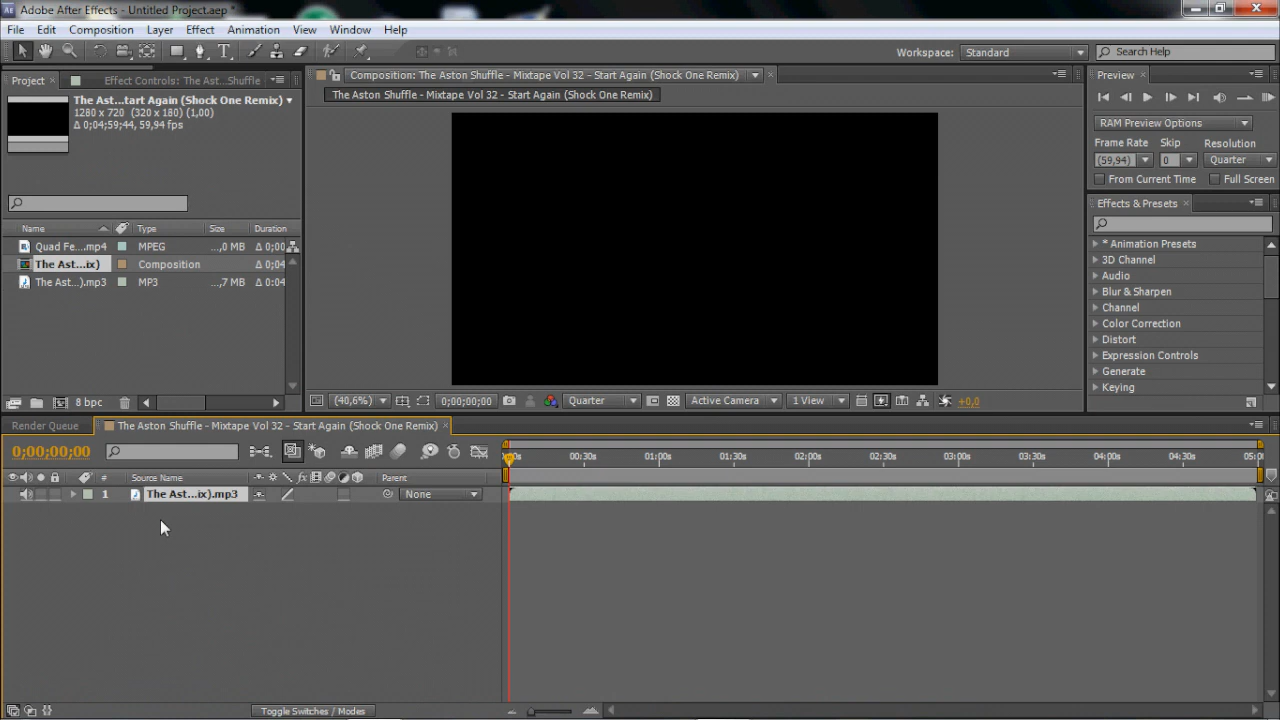 Adobe After Effects - Untitled Project.aep *
File Edit Composition Layer Effect Animation View Window Help
Workspace: Standard Search Help
Project Effect Controls: The Ast...Shuffle
The Ast...tart Again (Shock One Remix)
1280 x 720 (320 x 180) (1,00)
Δ 0;04;59;44, 59,94 fps
Name Type Size Duration
Quad Fe....mp4 MPEG ...,0 MB Δ 0;00
The Ast...ix) Composition Δ 0;04
The Ast...).mp3 MP3 ...,7 MB Δ 0:04
8 bpc
Composition: The Aston Shuffle - Mixtape Vol 32 - Start Again (Shock One Remix)
The Aston Shuffle - Mixtape Vol 32 - Start Again (Shock One Remix)
(40,6%) 0;00;00;00 Quarter Active Camera 1 View +0,0
Preview
RAM Preview Options
Frame Rate Skip Resolution
(59,94) 0 Quarter
From Current Time Full Screen
Effects & Presets
* Animation Presets
3D Channel
Audio
Blur & Sharpen
Channel
Color Correction
Distort
Expression Controls
Generate
Keying
Render Queue The Aston Shuffle - Mixtape Vol 32 - Start Again (Shock One Remix)
0;00;00;00
# Source Name Parent
1 The Ast...ix).mp3 None
00:30s 01:00s 01:30s 02:00s 02:30s 03:00s 03:30s 04:00s 04:30s
Toggle Switches / Modes